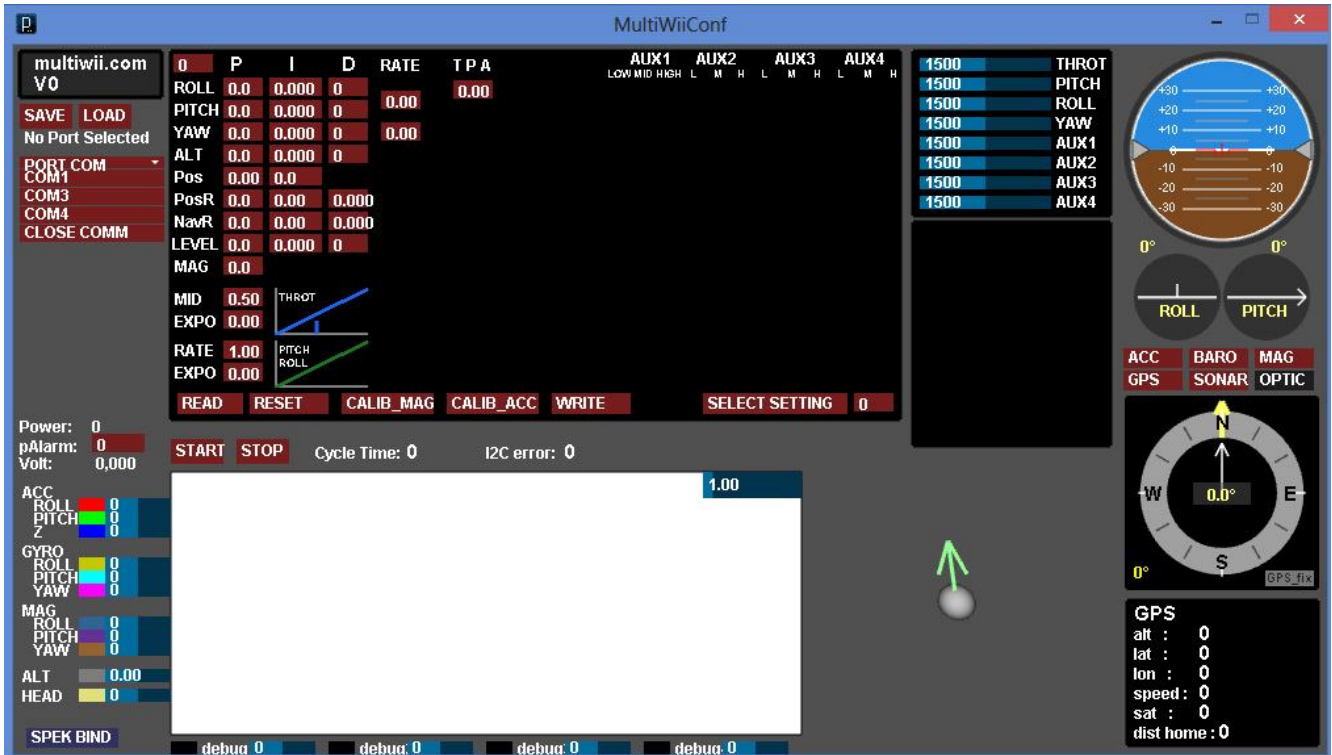 MultiWiiConf
multiwii.com
V0
SAVE LOAD
No Port Selected
PORT COM
COM1
COM3
COM4
CLOSE COMM
0 P I D RATE T P A
ROLL 0.0 0.000 0
PITCH 0.0 0.000 0
0.00
0.00
YAW 0.0 0.000 0 0.00
ALT 0.0 0.000 0
Pos 0.00 0.0
PosR 0.0 0.00 0.000
NavR 0.0 0.00 0.000
LEVEL 0.0 0.000 0
MAG 0.0
MID 0.50 THROT
EXPO 0.00
RATE 1.00 PITCH
ROLL
EXPO 0.00
READ RESET CALIB_MAG CALIB_ACC WRITE SELECT SETTING 0
AUX1 AUX2 AUX3 AUX4
LOW MID HIGH L M H L M H L M H
1500 THROT
1500 PITCH
1500 ROLL
1500 YAW
1500 AUX1
1500 AUX2
1500 AUX3
1500 AUX4
+30 +30
+20 +20
+10 +10
0 0
-10 -10
-20 -20
-30 -30
0° 0°
ROLL PITCH
ACC BARO MAG
GPS SONAR OPTIC
N
W 0.0° E
S
0° GPS_fix
GPS
alt : 0
lat : 0
lon : 0
speed : 0
sat : 0
dist home : 0
Power: 0
pAlarm: 0
Volt: 0,000
START STOP Cycle Time: 0 I2C error: 0
1.00
ACC
ROLL 0
PITCH 0
Z 0
GYRO
ROLL 0
PITCH 0
YAW 0
MAG
ROLL 0
PITCH 0
YAW 0
ALT 0.00
HEAD 0
SPEK BIND
debug 0 debug: 0 debug: 0 debug 0